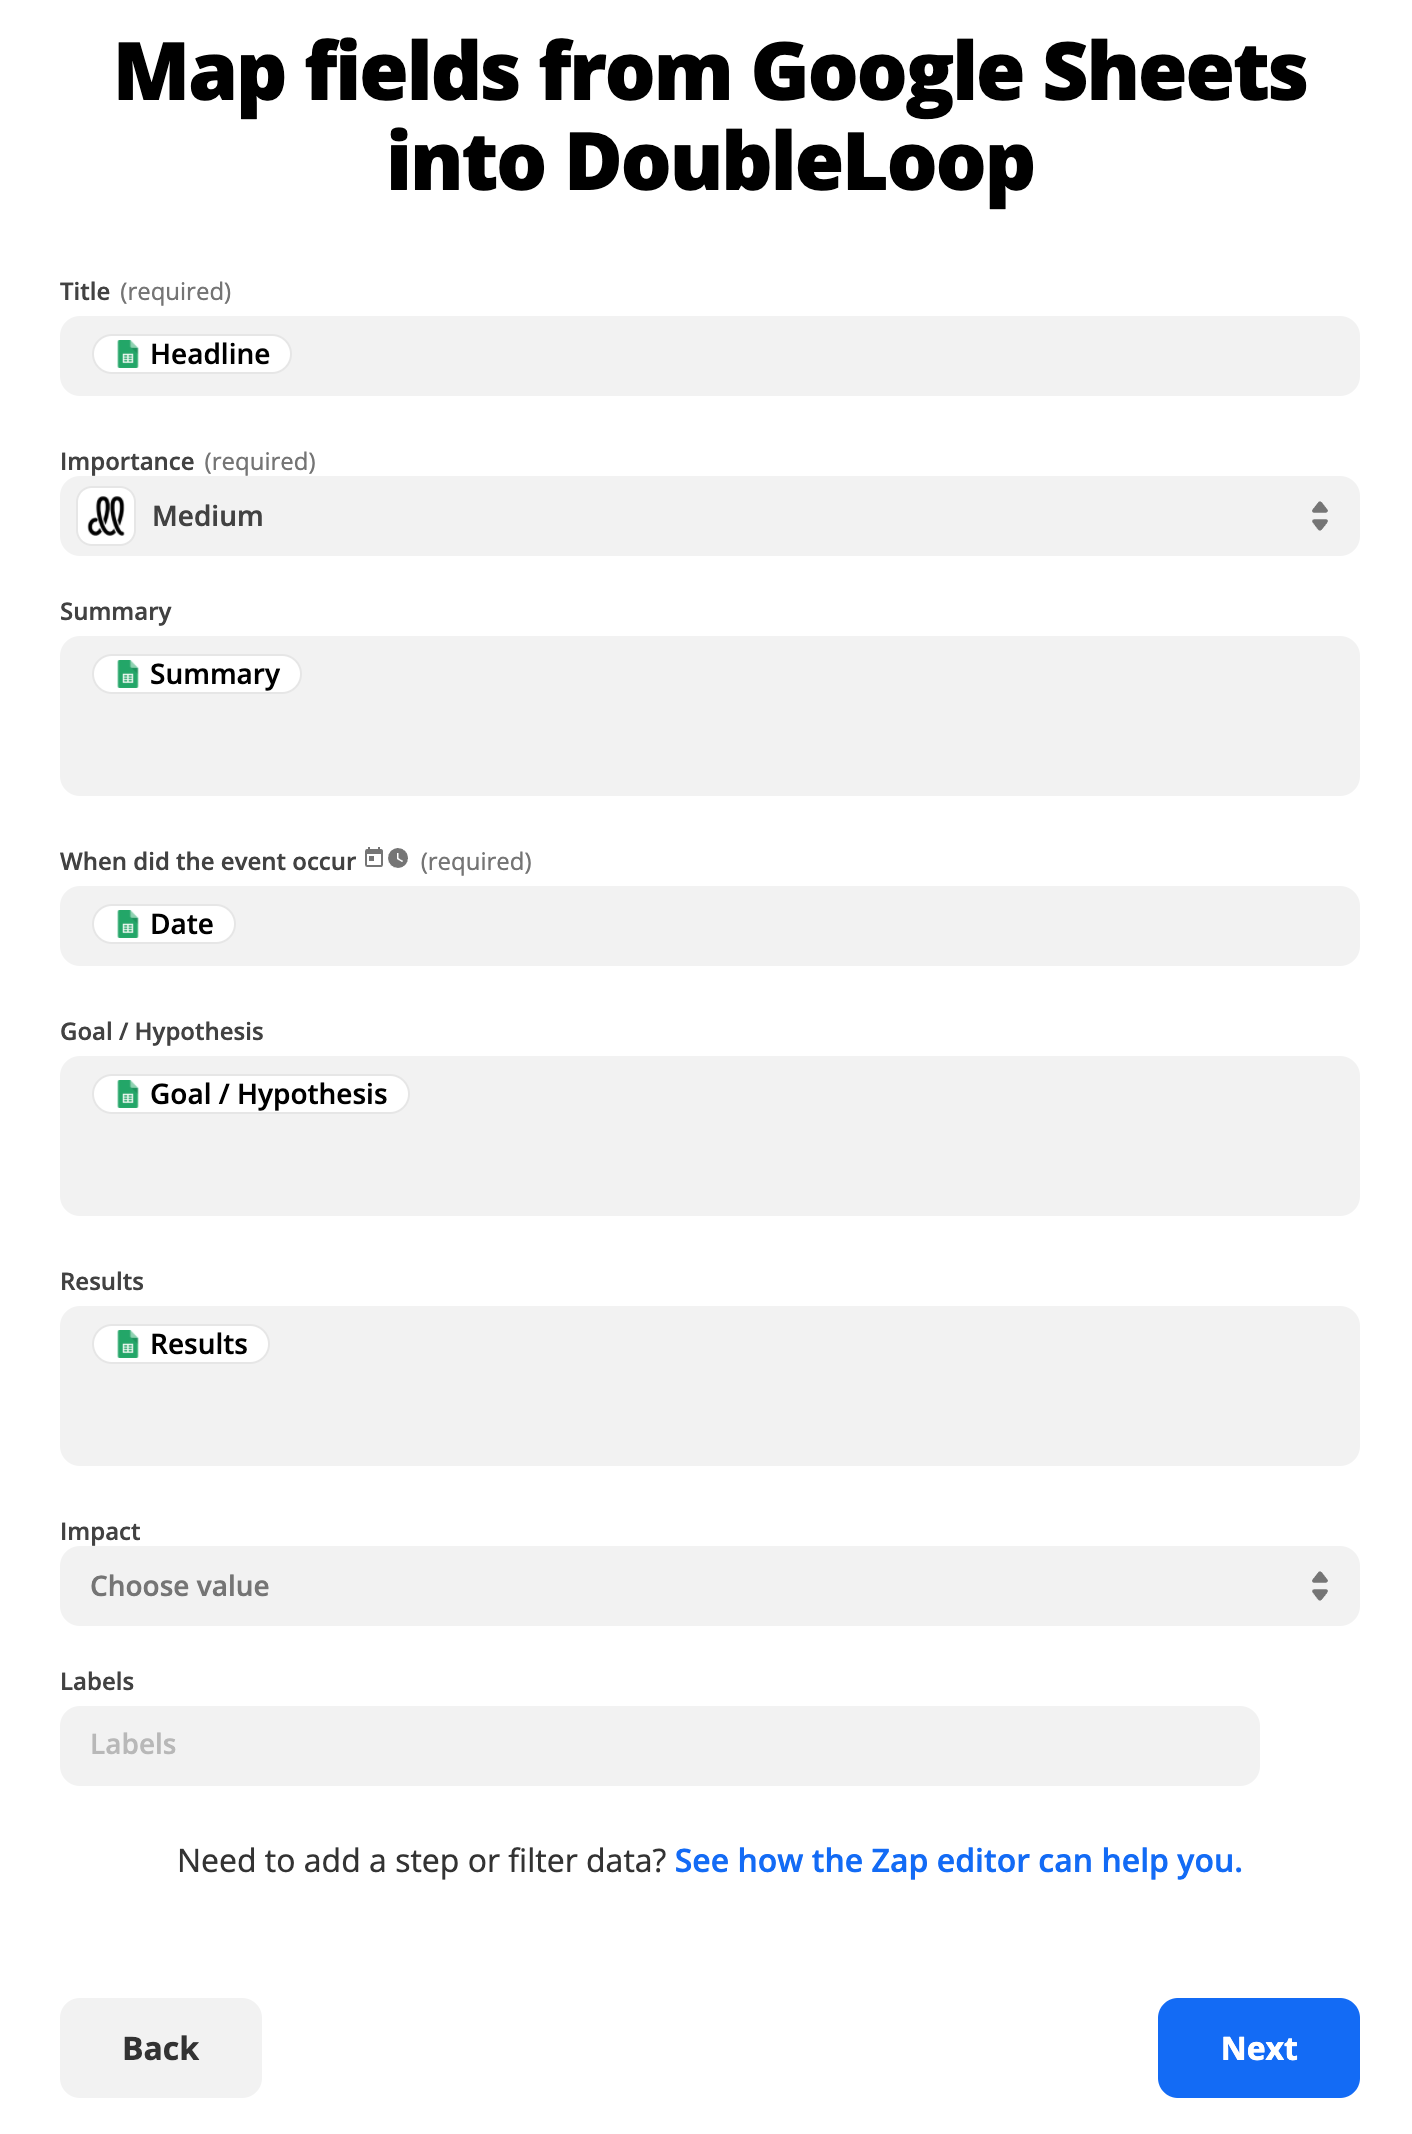 Map fields from Google Sheets
into DoubleLoop
Title (required)
Headline
Importance (required)
Medium
Summary
Summary
When did the event occur (required)
Date
Goal / Hypothesis
Goal / Hypothesis
Results
Results
Impact
Choose value
Labels
Labels
Need to add a step or filter data? See how the Zap editor can help you.
Back
Next